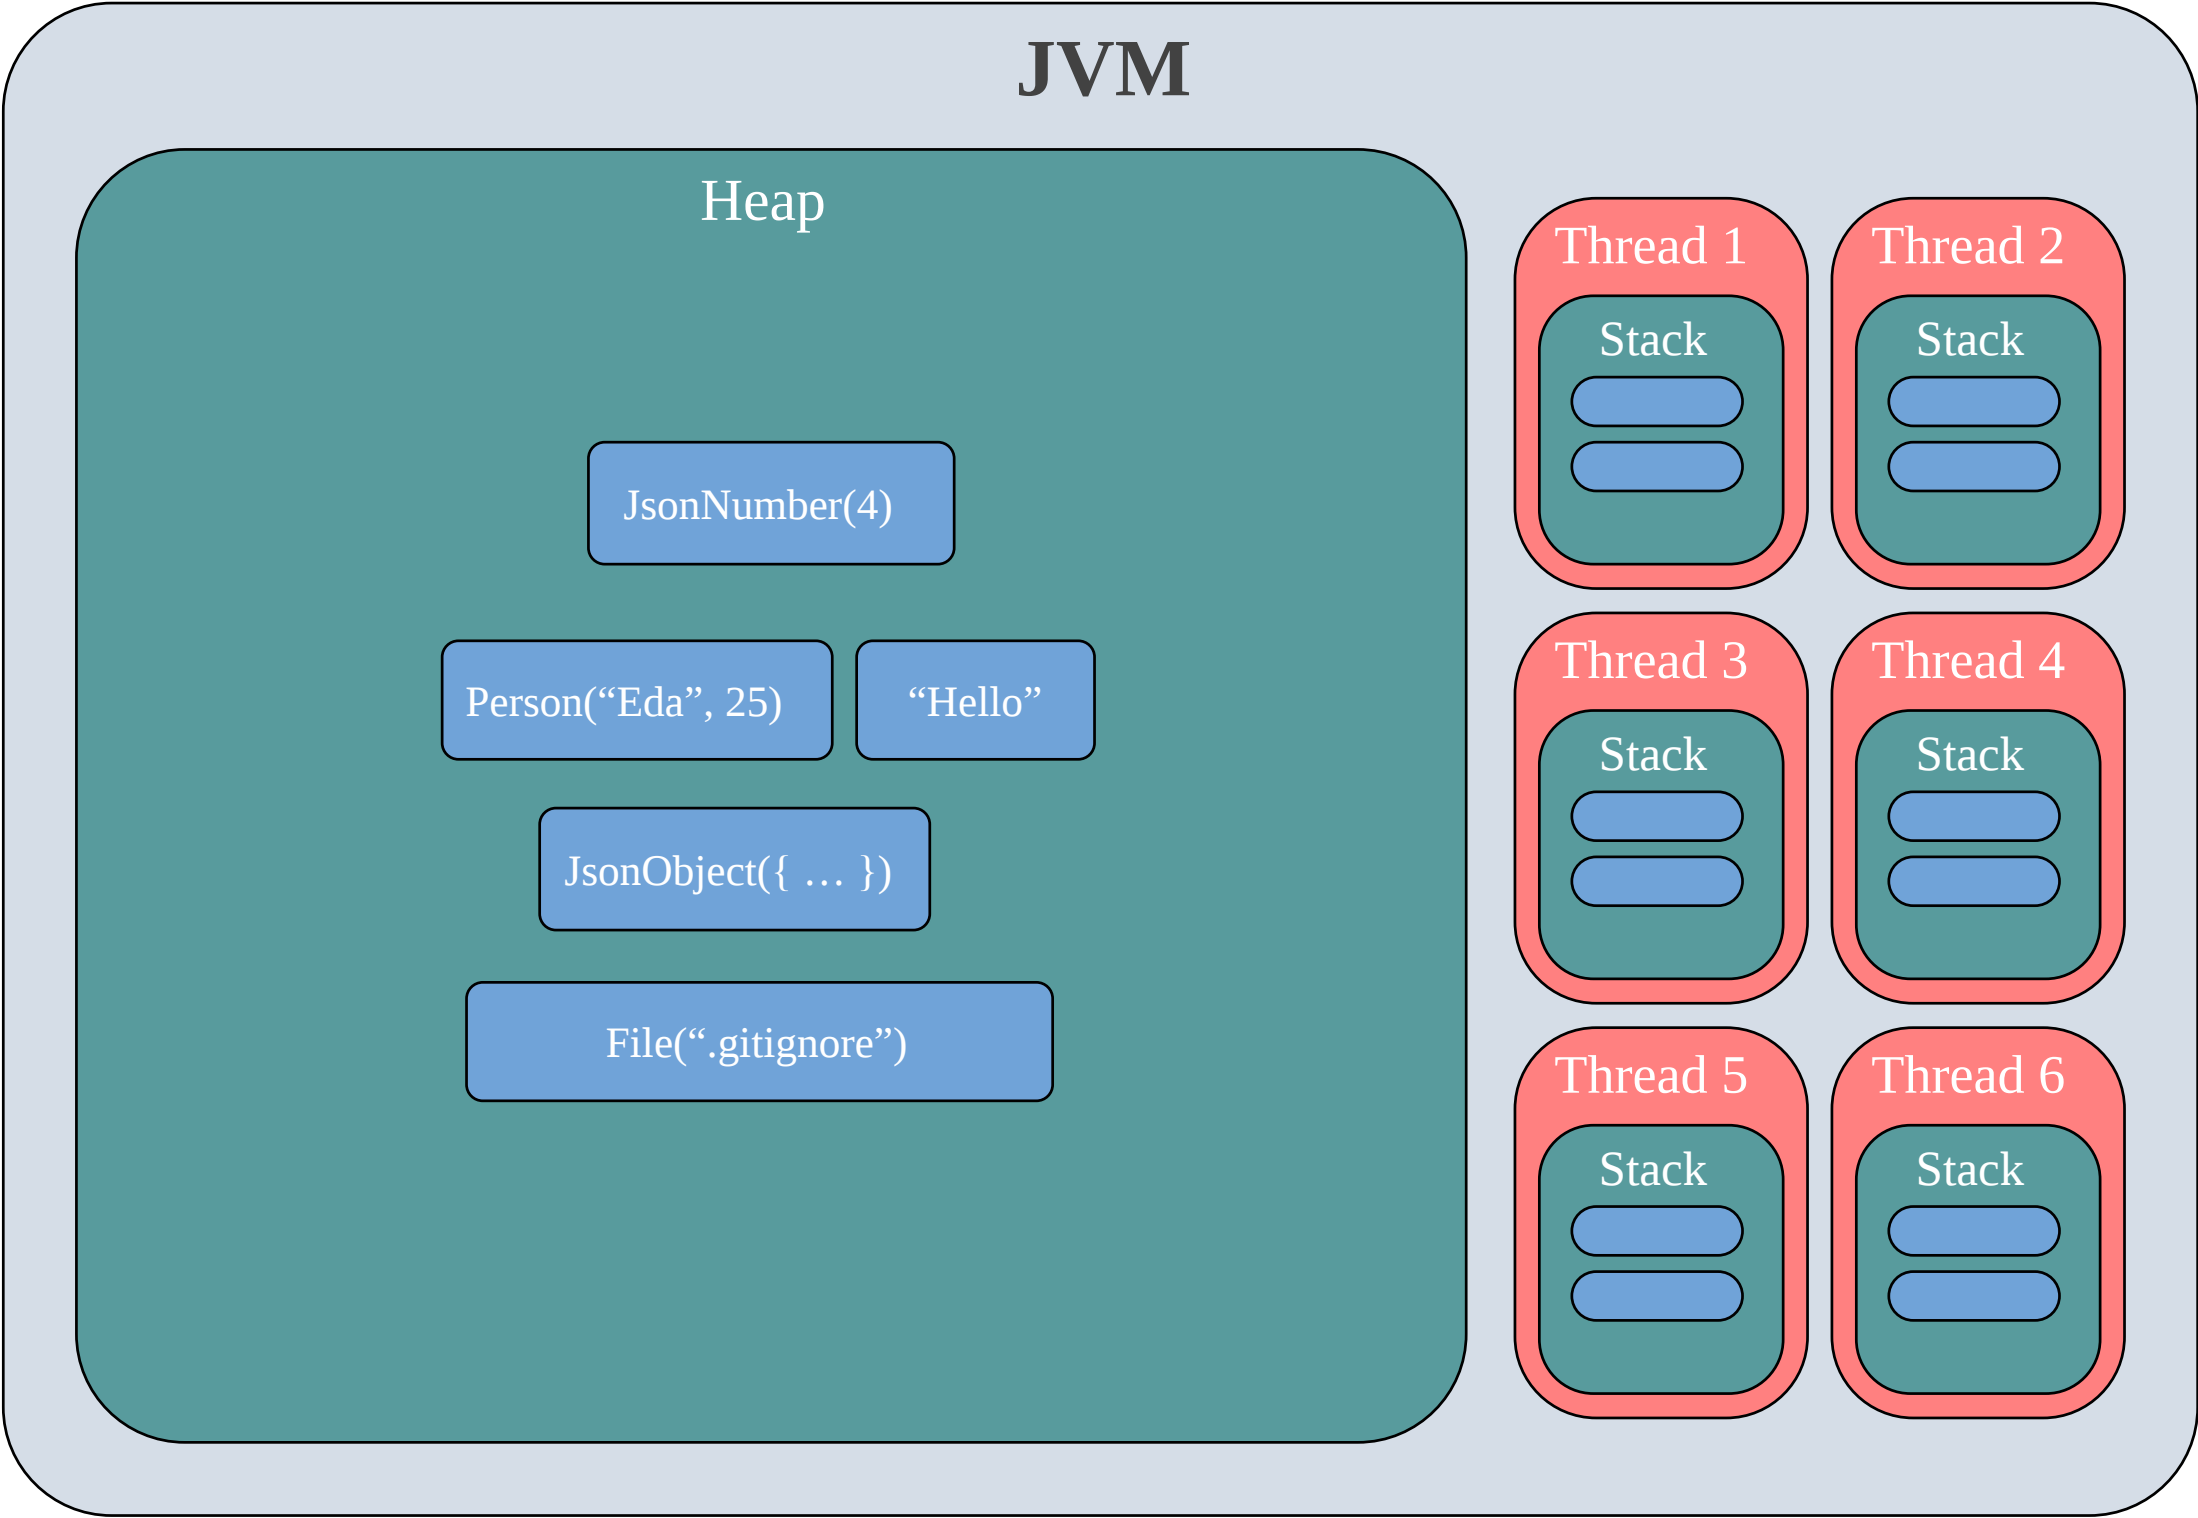 JVM
Heap
JsonNumber(4)
Person(“Eda”, 25)
“Hello”
JsonObject({ … })
File(“.gitignore”)
Thread 1
Stack
Thread 2
Stack
Thread 3
Stack
Thread 4
Stack
Thread 5
Stack
Thread 6
Stack